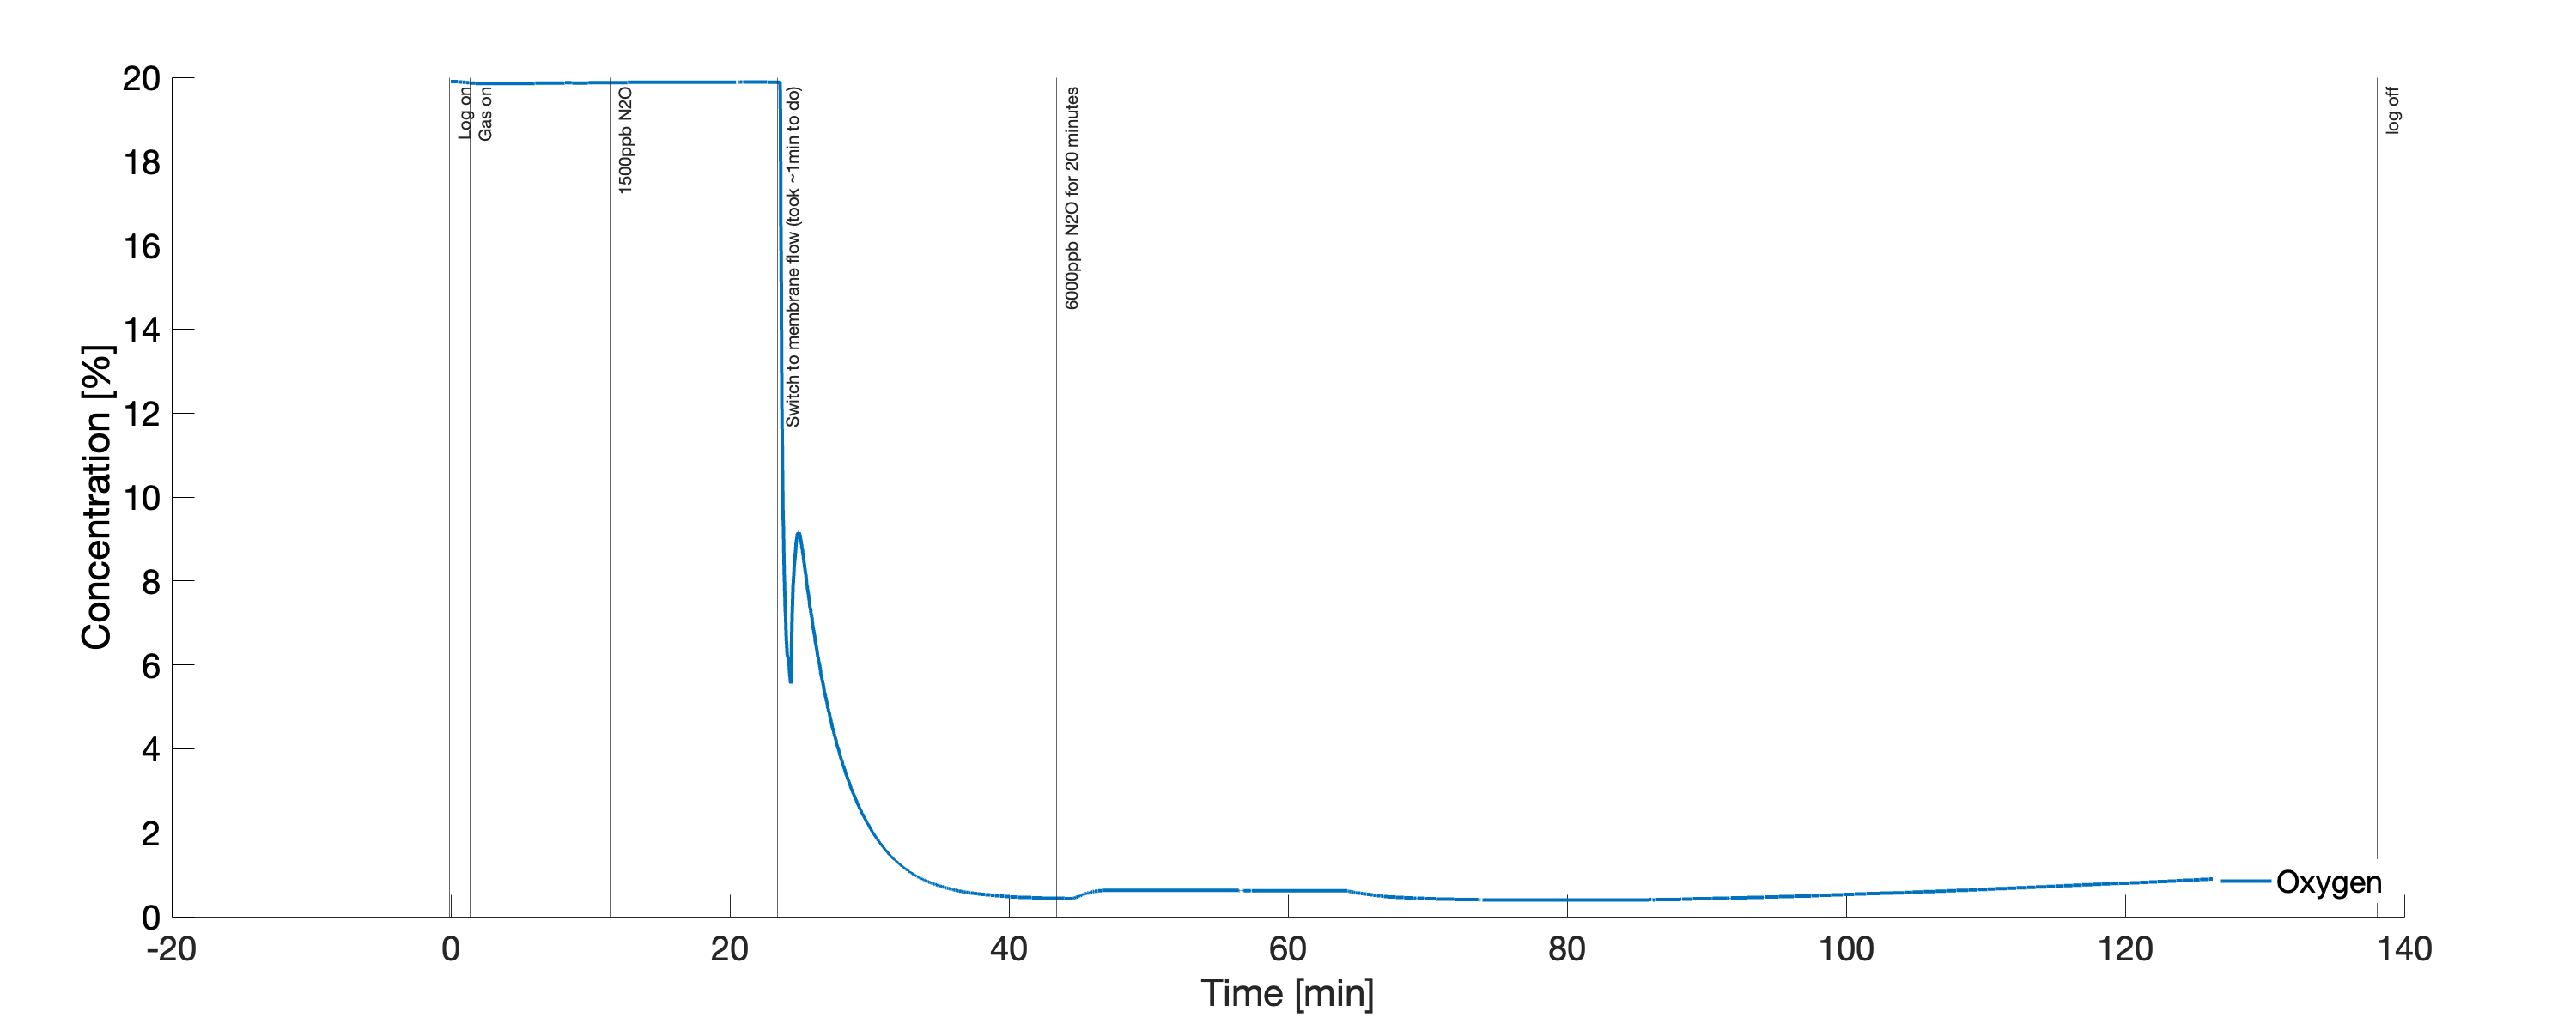 20
18
16
14
12
10
8
6
4
2
0
Concentration [%]
Log on
Gas on
1500ppb N2O
Switch to membrane flow (took ~1min to do)
6000ppb N2O for 20 minutes
log off
Oxygen
-20 0 20 40 60 80 100 120 140
Time [min]